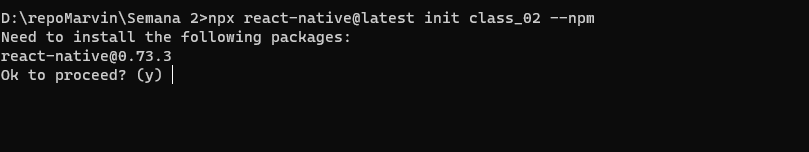 D:\repoMarvin\Semana 2>npx react-native@latest init class_02 --npm
Need to install the following packages:
react-native@0.73.3
Ok to proceed? (y)